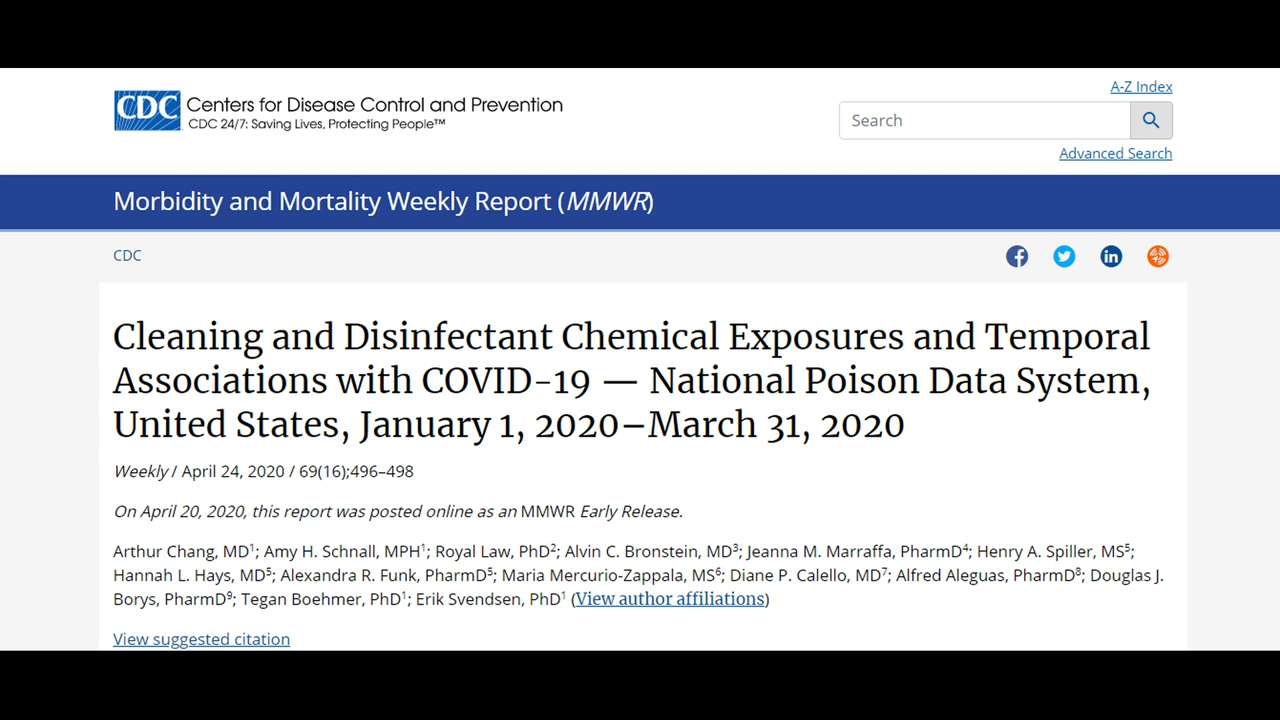 A-Z Index
CDC Centers for Disease Control and Prevention
CDC 24/7: Saving Lives, Protecting People™
Search
Advanced Search
Morbidity and Mortality Weekly Report (MMWR)
CDC
Cleaning and Disinfectant Chemical Exposures and Temporal
Associations with COVID-19 — National Poison Data System,
United States, January 1, 2020–March 31, 2020
Weekly / April 24, 2020 / 69(16);496–498
On April 20, 2020, this report was posted online as an MMWR Early Release.
Arthur Chang, MD1; Amy H. Schnall, MPH1; Royal Law, PhD2; Alvin C. Bronstein, MD3; Jeanna M. Marraffa, PharmD4; Henry A. Spiller, MS5;
Hannah L. Hays, MD5; Alexandra R. Funk, PharmD5; Maria Mercurio-Zappala, MS6; Diane P. Calello, MD7; Alfred Aleguas, PharmD8; Douglas J.
Borys, PharmD9; Tegan Boehmer, PhD1; Erik Svendsen, PhD1 (View author affiliations)
View suggested citation